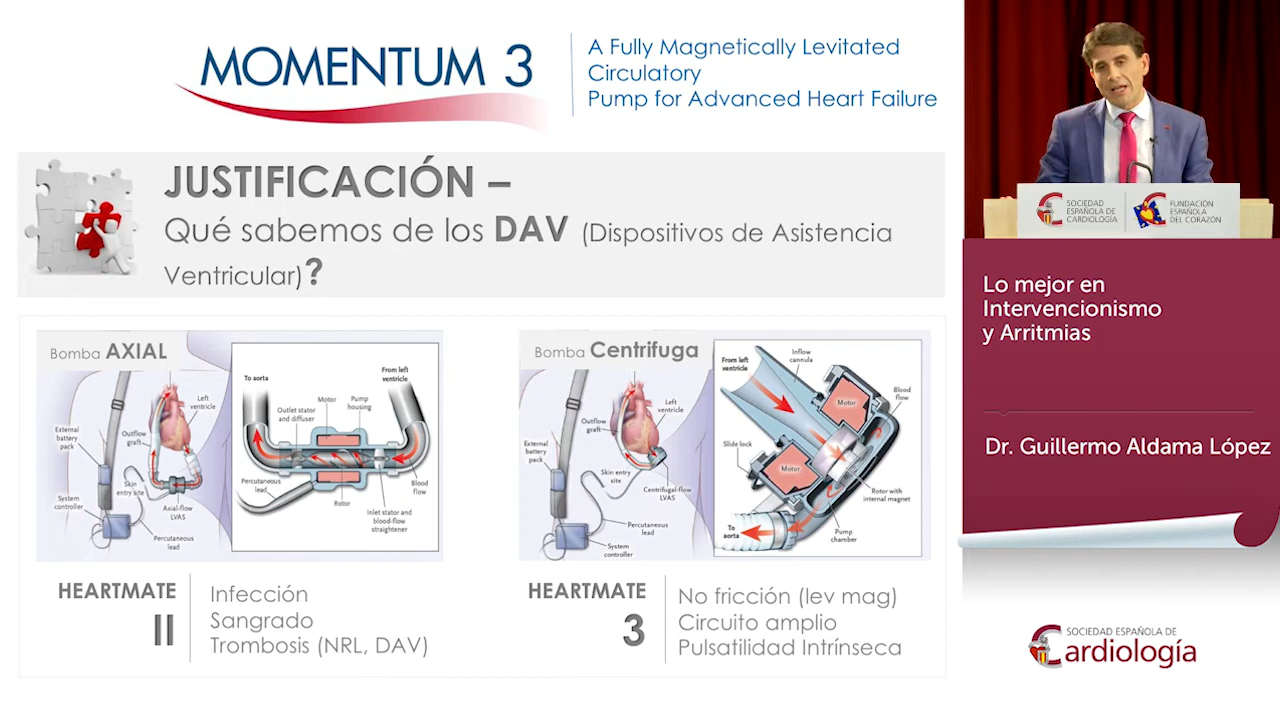 MOMENTUM 3
A Fully Magnetically Levitated
Circulatory
Pump for Advanced Heart Failure
JUSTIFICACIÓN –
Qué sabemos de los DAV (Dispositivos de Asistencia
Ventricular)?
Bomba AXIAL
External
battery
pack
System
controller
Outflow
graft
Left
ventricle
Skin
entry site
Axial-flow
LVAS
Percutaneous
lead
To aorta
From left
ventricle
Motor
Pump
housing
Outlet stator
and diffuser
Percutaneous
lead
Rotor
Blood
flow
Inlet stator and
blood-flow
straightener
HEARTMATE
II
Infección
Sangrado
Trombosis (NRL, DAV)
Bomba Centrifuga
External
battery
pack
Outflow
graft
Left
ventricle
Skin entry
site
Centrifugal-flow
LVAS
Percutaneous
lead
System
controller
From left
ventricle
Inflow
cannula
Motor
Blood
flow
Slide lock
Motor
Rotor with
internal magnet
To
aorta
Pump
chamber
HEARTMATE
3
No fricción (lev mag)
Circuito amplio
Pulsatilidad Intrínseca
SOCIEDAD
ESPAÑOLA DE
CARDIOLOGÍA
FUNDACIÓN
ESPAÑOLA
DEL CORAZÓN
Lo mejor en
Intervencionismo
y Arritmias
Dr. Guillermo Aldama López
SOCIEDAD ESPAÑOLA DE
Cardiología